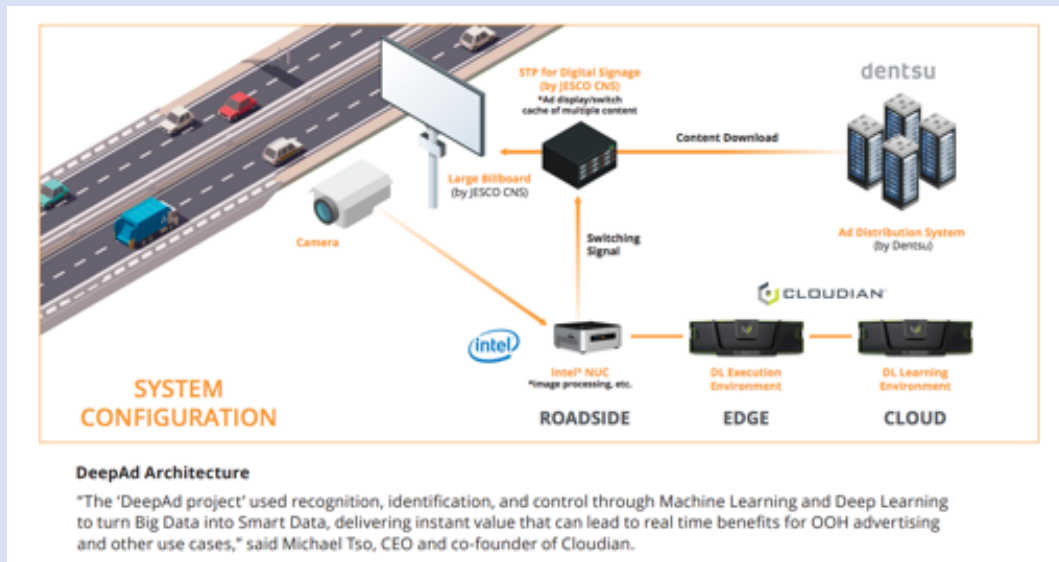 dentsu
STP for Digital Signage
(by JESCO CNS)
*Ad display/switch
cache of multiple content
Content Download
Large Billboard
(by JESCO CNS)
Camera
Switching
Signal
Ad Distribution System
(by Dentsu)
CLOUDIAN
intel
Intel® NUC
*image processing, etc.
DL Execution
Environment
DL Learning
Environment
SYSTEM
CONFIGURATION
ROADSIDE
EDGE
CLOUD
DeepAd Architecture
“The ‘DeepAd project’ used recognition, identification, and control through Machine Learning and Deep Learning
to turn Big Data into Smart Data, delivering instant value that can lead to real time benefits for OOH advertising
and other use cases,” said Michael Tso, CEO and co-founder of Cloudian.